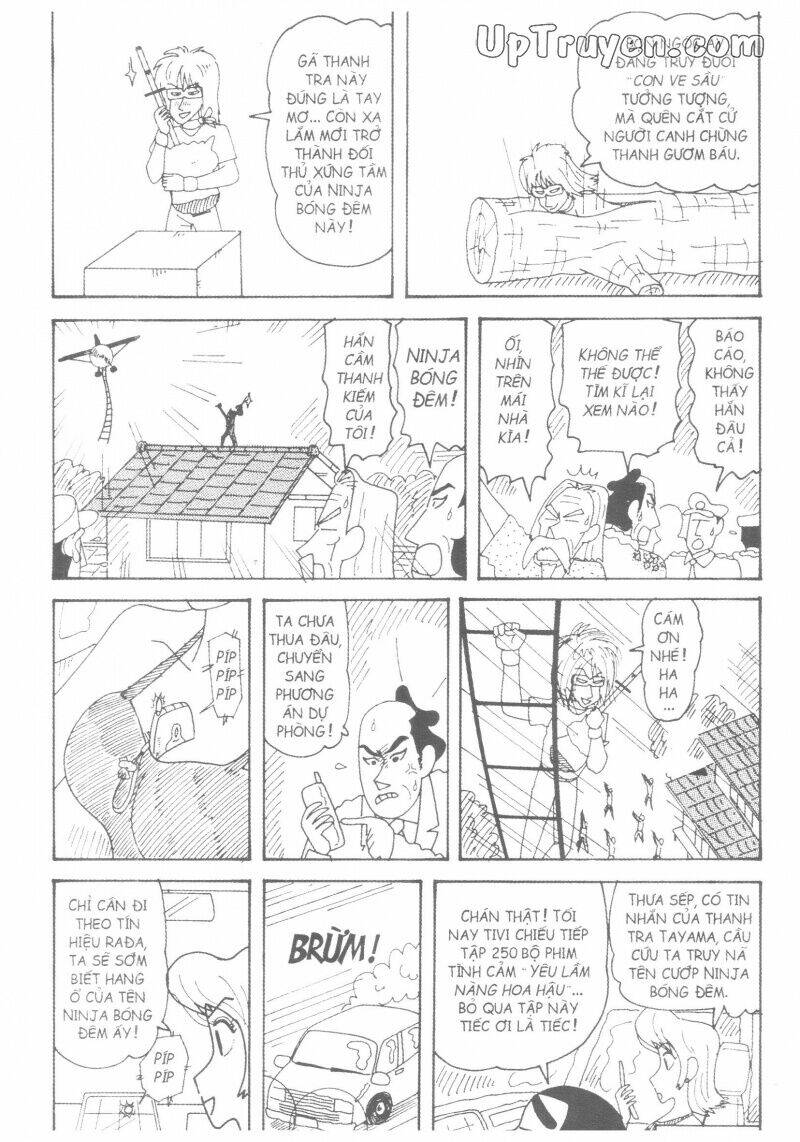 UpTruyen.com
ĐANG TRUY ĐUỔI
"CON VE SẦU"
TƯỞNG TƯỢNG,
MÀ QUÊN CẮT CỬ
NGƯỜI CANH CHỪNG
THANH GƯƠM BÁU.
GÃ THANH
TRA NÀY
ĐÚNG LÀ TAY
MƠ... CÒN XA
LẮM MỚI TRỞ
THÀNH ĐỐI
THỦ XỨNG TẦM
CỦA NINJA
BÓNG ĐÊM
NÀY!
BÁO
CÁO,
KHÔNG
THẤY
HẮN
ĐÂU
CẢ!
KHÔNG THỂ
THẾ ĐƯỢC!
TÌM KĨ LẠI
XEM NÀO!
ỐI,
NHÌN
TRÊN
MÁI
NHÀ
KÌA!
NINJA
BÓNG
ĐÊM!
HẮN
CẦM
THANH
KIẾM
CỦA
TÔI!
CẢM
ƠN
NHÉ!
HA
HA
...
TA CHƯA
THUA ĐÂU,
CHUYỂN
SANG
PHƯƠNG
ÁN DỰ
PHÒNG!
PÍP
PÍP
PÍP
THƯA SẾP, CÓ TIN
NHẮN CỦA THANH
TRA TAYAMA, CẦU
CỨU TA TRUY NÃ
TÊN CƯỚP NINJA
BÓNG ĐÊM.
CHÁN THẬT! TỐI
NAY TIVI CHIẾU TIẾP
TẬP 250 BỘ PHIM
TÌNH CẢM "YÊU LẦM
NÀNG HOA HẬU"...
BỎ QUA TẬP NÀY
TIẾC ƠI LÀ TIẾC!
BRỪM!
CHỈ CẦN ĐI
THEO TÍN
HIỆU RAĐA,
TA SẼ SỚM
BIẾT HANG
Ổ CỦA TÊN
NINJA BÓNG
ĐÊM ẤY!
PÍP
PÍP